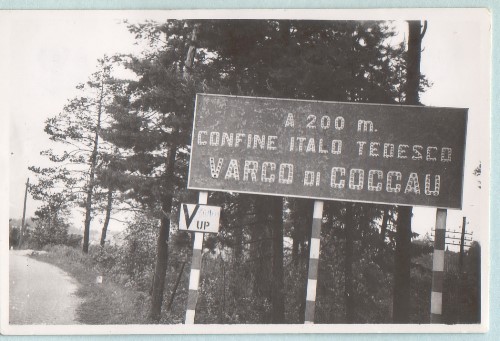 A 200 m.
CONFINE ITALO TEDESCO
VARCO DI COCCAU
V
UP